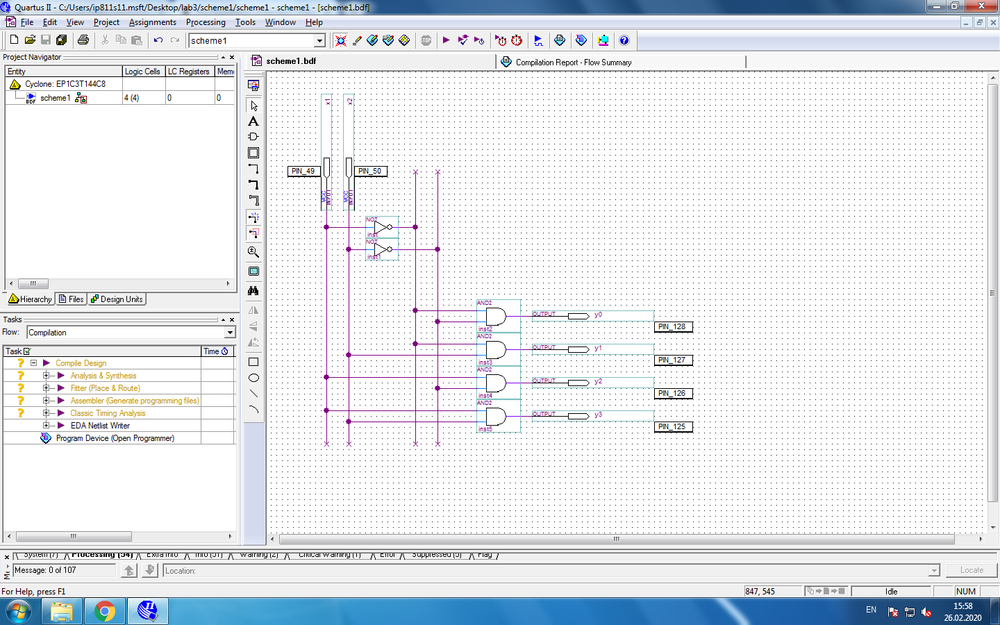 Quartus II - C:/Users/ip811s11.msft/Desktop/lab3/scheme1/scheme1 - scheme1 - [scheme1.bdf]
File Edit View Project Assignments Processing Tools Window Help
scheme1
STOP
Project Navigator
scheme1.bdf
Compilation Report - Flow Summary
Entity Logic Cells LC Registers Mem
Cyclone: EP1C3T144C8
BDF scheme1 4 (4) 0 0
Hierarchy Files Design Units
Tasks
Flow: Compilation
Task Time
Compile Design
Analysis & Synthesis
Fitter (Place & Route)
Assembler (Generate programming files)
Classic Timing Analysis
EDA Netlist Writer
Program Device (Open Programmer)
x1 x2
PIN_49 PIN_50
VCC INPUT VCC INPUT
NOT
inst
NOT
inst1
AND2
OUTPUT y0
PIN_128
inst2
AND2
OUTPUT y1
PIN_127
inst3
AND2
OUTPUT y2
PIN_126
inst4
AND2
OUTPUT y3
PIN_125
inst5
System (7) Processing (54) Extra Info Info (51) Warning (2) Critical Warning (1) Error Suppressed (5) Flag
Message: 0 of 107 Location: Locate
For Help, press F1 847, 545 Idle NUM
EN 15:58
26.02.2020